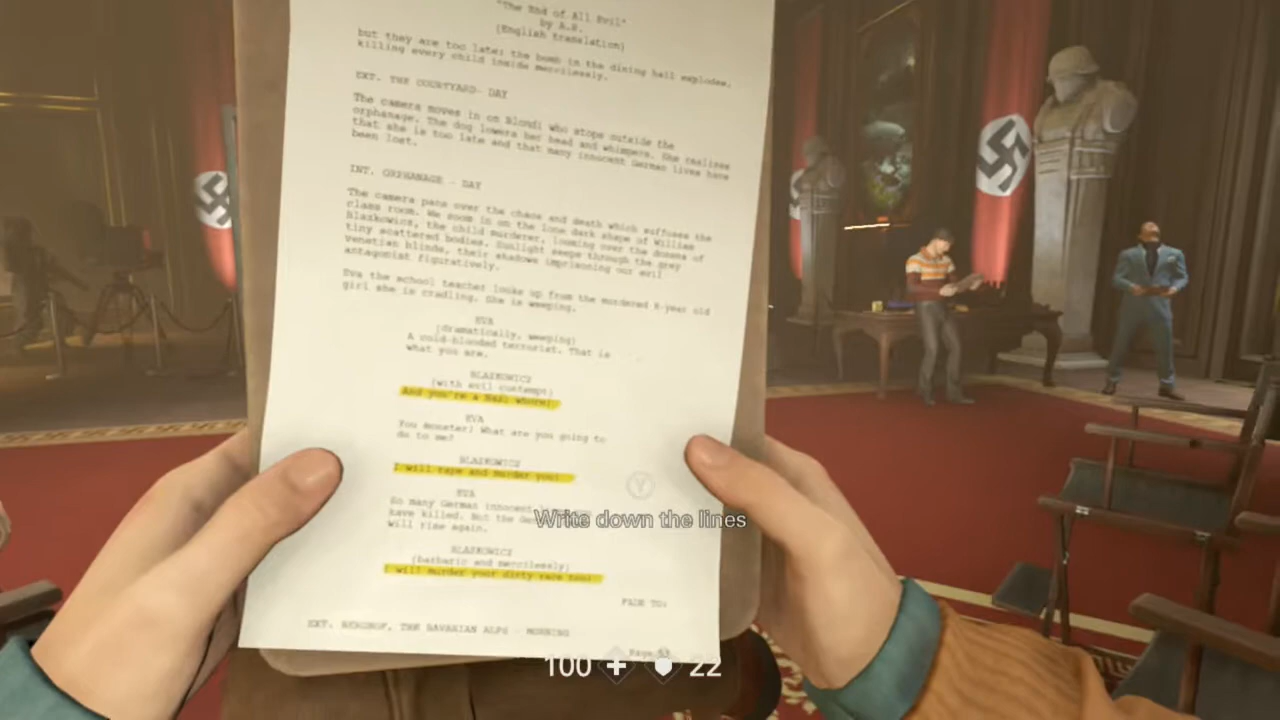 "The End of All Evil"
by A.H.
(English translation)
but they are too late: the bomb in the dining hall explodes,
killing every child inside mercilessly.
EXT. THE COURTYARD- DAY
The camera moves in on Blondi who stops outside the
orphanage. The dog lowers her head and whimpers. She realizes
that she is too late and that many innocent German lives have
been lost.
INT. ORPHANAGE - DAY
The camera pans over the chaos and death which suffuses the
class room. We zoom in on the lone dark shape of William
Blazkowicz, the child murderer, looming over the dozens of
tiny scattered bodies. Sunlight seeps through the grey
venetian blinds, their shadows imprisoning our evil
antagonist figuratively.
Eva the school teacher looks up from the murdered 8-year old
girl she is cradling. She is weeping.
EVA
(dramatically, weeping)
A cold-blooded terrorist. That is
what you are.
BLAZKOWICZ
(with evil contempt)
And you're a Nazi whore!
EVA
You monster! What are you going to
do to me?
BLAZKOWICZ
I will rape and murder you!
EVA
So many German innocent
have killed. But the
will rise again.
BLAZKOWICZ
(barbaric and mercilessly)
I will murder your dirty race too!
FADE TO:
EXT. BERGHOF, THE BAVARIAN ALPS - MORNING
Page
Y
Write down the lines
100
22